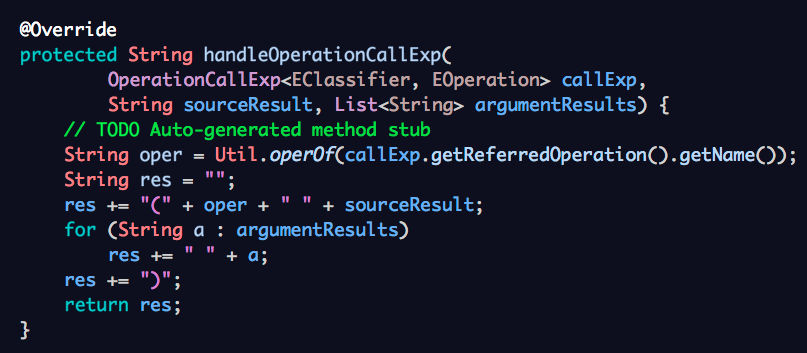 @Override
protected String handleOperationCallExp(
        OperationCallExp<EClassifier, EOperation> callExp,
        String sourceResult, List<String> argumentResults) {
    // TODO Auto-generated method stub
    String oper = Util.operOf(callExp.getReferredOperation().getName());
    String res = "";
    res += "(" + oper + " " + sourceResult;
    for (String a : argumentResults)
        res += " " + a;
    res += ")";
    return res;
}